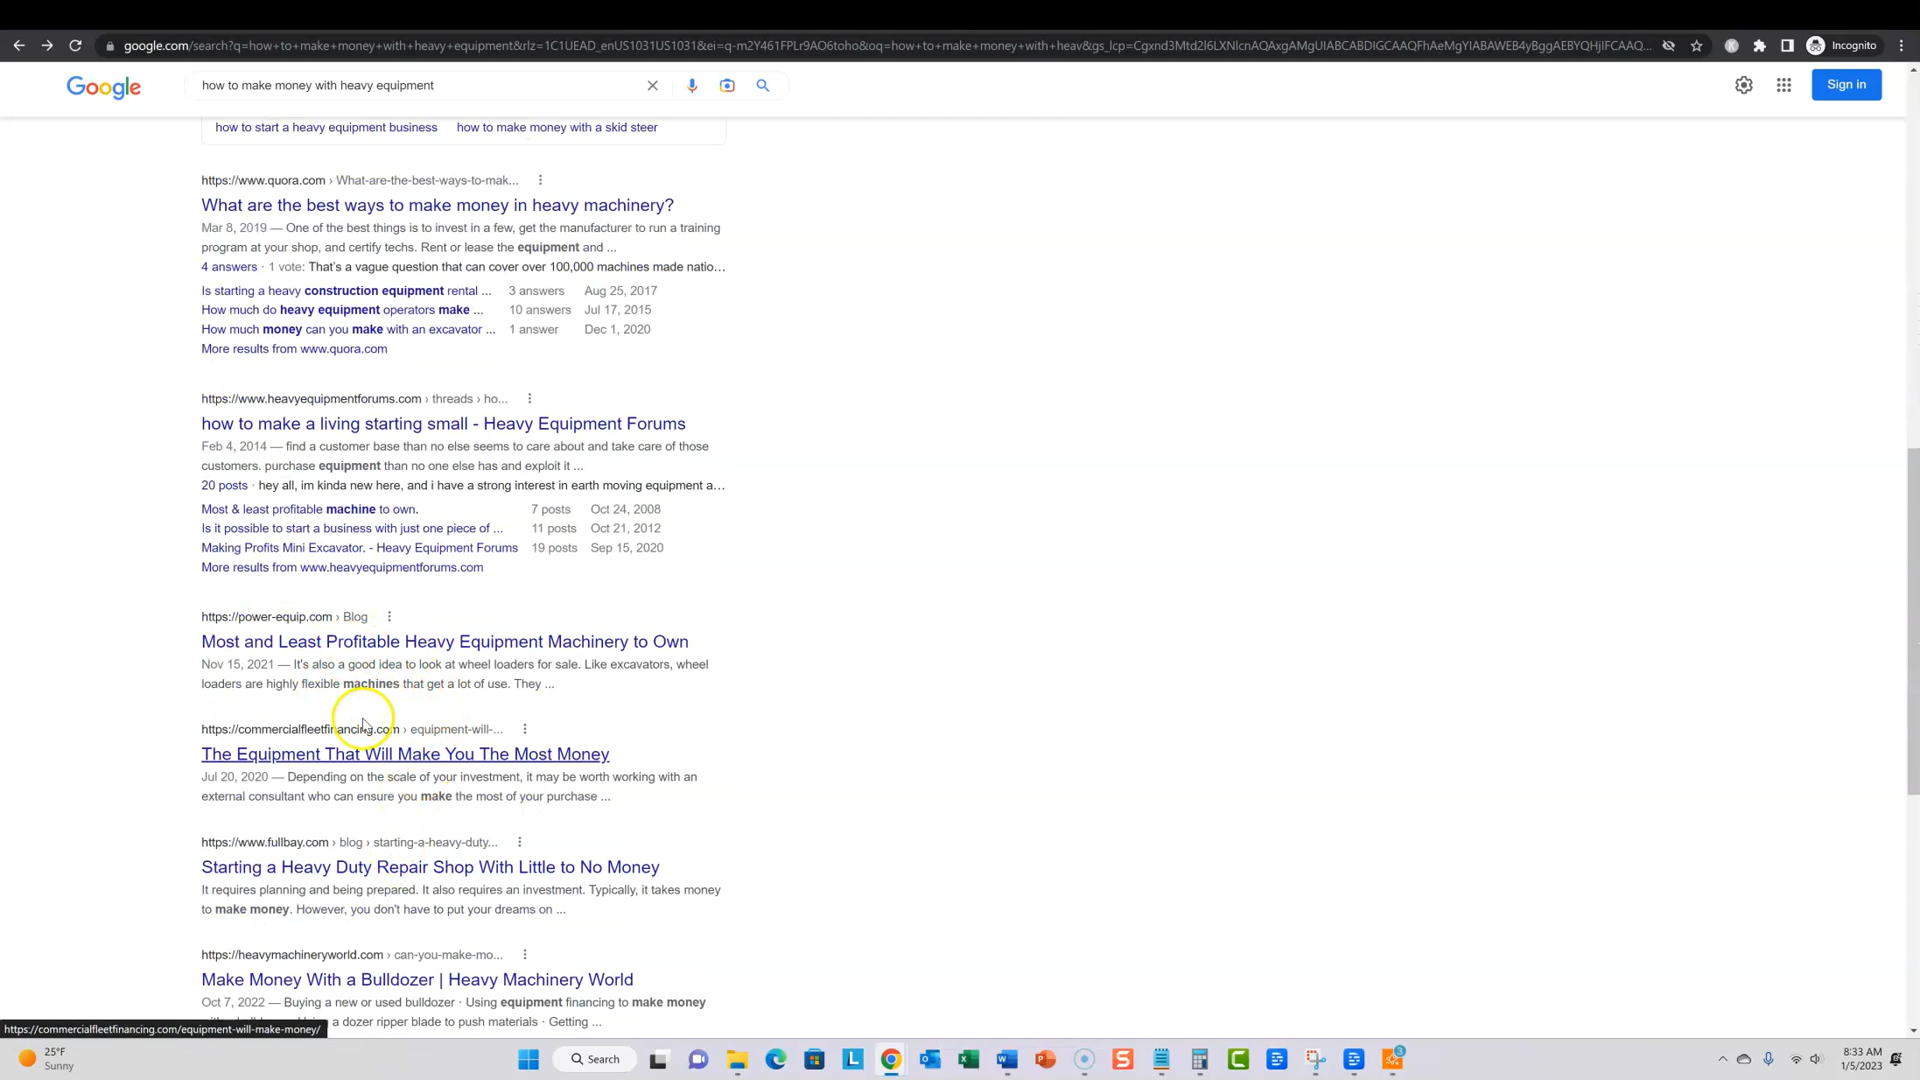 google.com/search?q=how+to+make+money+with+heavy+equipment&rlz=1C1UEAD_enUS1031US1031&ei=q-m2Y461FPLr9AO6toho&oq=how+to+make+money+with+heav&gs_lcp=
Incognito
Google
how to make money with heavy equipment
Sign in
how to start a heavy equipment business how to make money with a skid steer
https://www.quora.com › What-are-the-best-ways-to-mak...
What are the best ways to make money in heavy machinery?
Mar 8, 2019 — One of the best things is to invest in a few, get the manufacturer to run a training
program at your shop, and certify techs. Rent or lease the equipment and ...
4 answers · 1 vote: That's a vague question that can cover over 100,000 machines made natio...
Is starting a heavy construction equipment rental ... 3 answers Aug 25, 2017
How much do heavy equipment operators make ... 10 answers Jul 17, 2015
How much money can you make with an excavator ... 1 answer Dec 1, 2020
More results from www.quora.com
https://www.heavyequipmentforums.com › threads › ho...
how to make a living starting small - Heavy Equipment Forums
Feb 4, 2014 — find a customer base than no else seems to care about and take care of those
customers. purchase equipment than no one else has and exploit it ...
20 posts · hey all, im kinda new here, and i have a strong interest in earth moving equipment a...
Most & least profitable machine to own. 7 posts Oct 24, 2008
Is it possible to start a business with just one piece of ... 11 posts Oct 21, 2012
Making Profits Mini Excavator. - Heavy Equipment Forums 19 posts Sep 15, 2020
More results from www.heavyequipmentforums.com
https://power-equip.com › Blog
Most and Least Profitable Heavy Equipment Machinery to Own
Nov 15, 2021 — It's also a good idea to look at wheel loaders for sale. Like excavators, wheel
loaders are highly flexible machines that get a lot of use. They ...
https://commercialfleetfinancing.com › equipment-will-...
The Equipment That Will Make You The Most Money
Jul 20, 2020 — Depending on the scale of your investment, it may be worth working with an
external consultant who can ensure you make the most of your purchase ...
https://www.fullbay.com › blog › starting-a-heavy-duty...
Starting a Heavy Duty Repair Shop With Little to No Money
It requires planning and being prepared. It also requires an investment. Typically, it takes money
to make money. However, you don't have to put your dreams on ...
https://heavymachineryworld.com › can-you-make-mo...
Make Money With a Bulldozer | Heavy Machinery World
Oct 7, 2022 — Buying a new or used bulldozer · Using equipment financing to make money
a dozer ripper blade to push materials · Getting ...
https://commercialfleetfinancing.com/equipment-will-make-money/
25°F
Sunny
Search
3
8:33 AM
1/5/2023